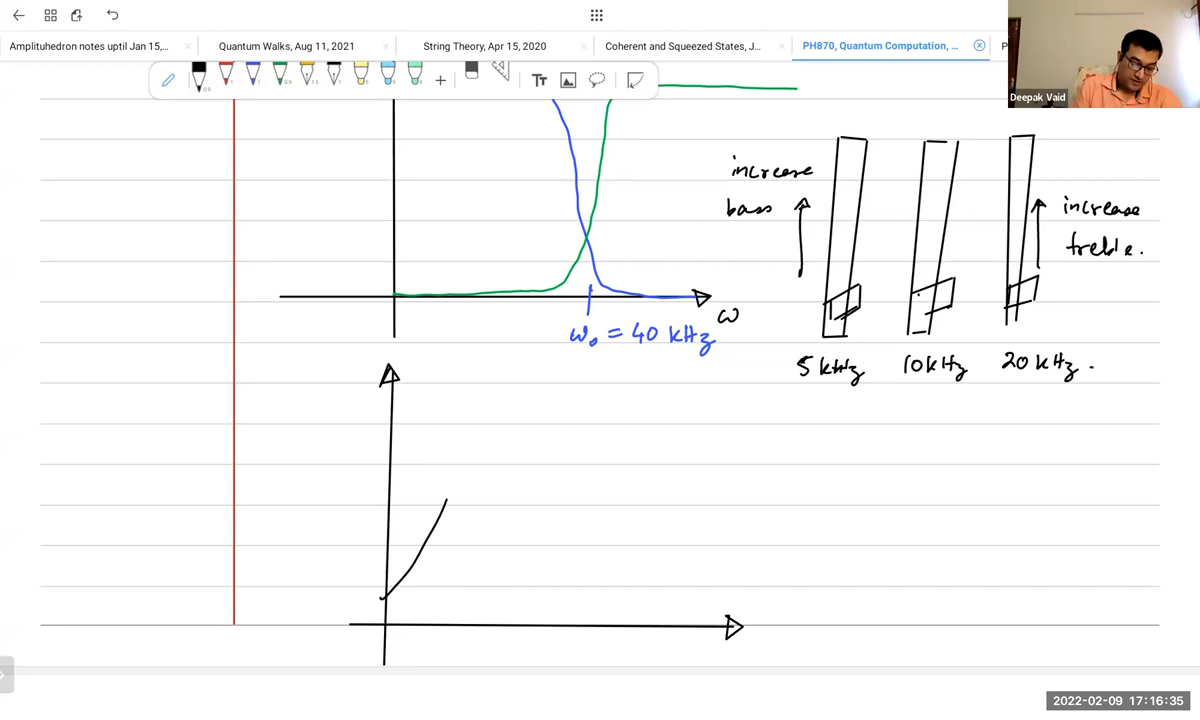 Amplituhedron notes uptil Jan 15,...
Quantum Walks, Aug 11, 2021
String Theory, Apr 15, 2020
Coherent and Squeezed States, J...
PH870, Quantum Computation, ...
P
Tт
Deepak Vaid
increase
bass
increase
treble.
ω
ω₀ = 40 kHz
5 kHz
10 kHz
20 kHz.
2022-02-09 17:16:35